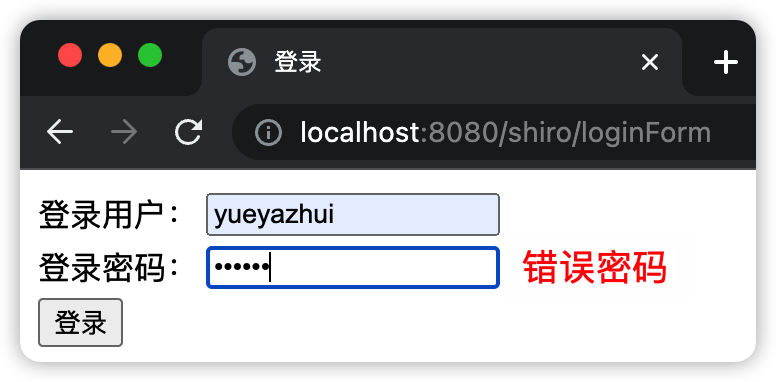 登录
localhost:8080/shiro/loginForm
登录用户： yueyazhui
登录密码： •••••• 错误密码
登录